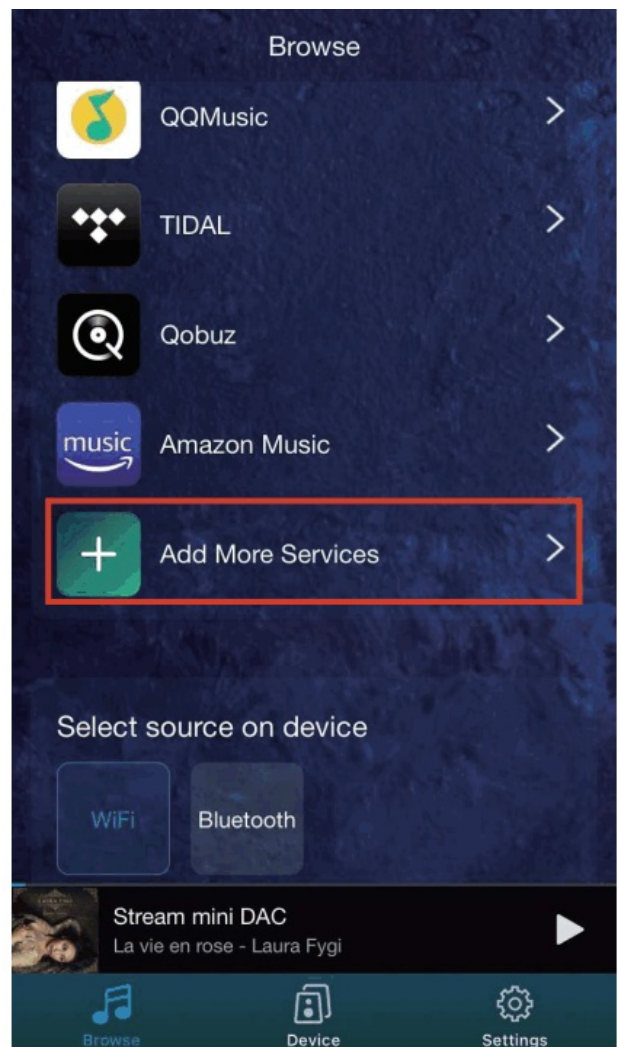 Browse
QQMusic
TIDAL
Qobuz
music
Amazon Music
Add More Services
Select source on device
WiFi
Bluetooth
Stream mini DAC
La vie en rose - Laura Fygi
Browse
Device
Settings